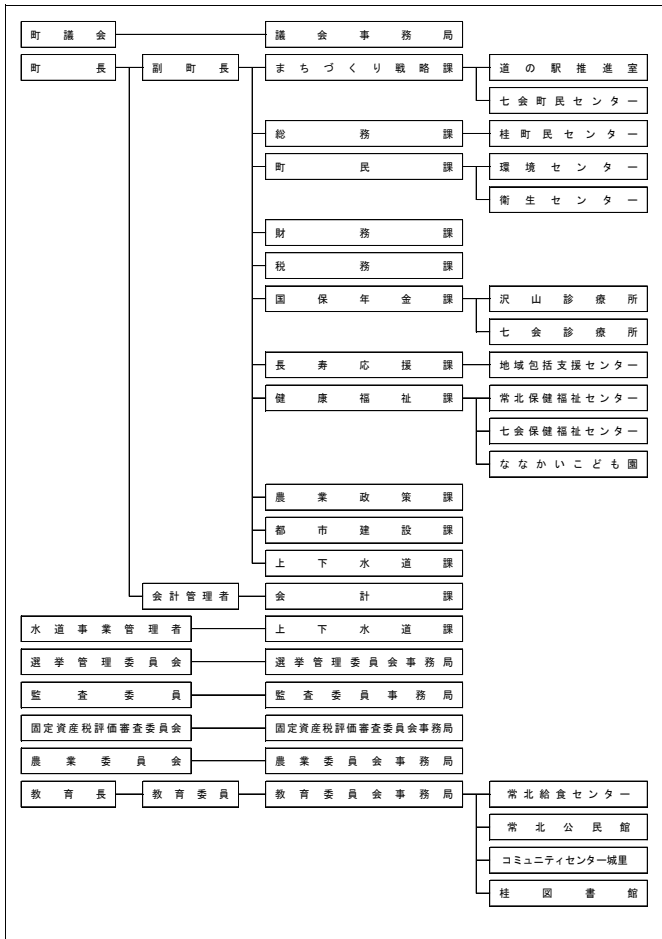 町議会 議会事務局
町長 副町長 まちづくり戦略課 道の駅推進室
七会町民センター
総務課 桂町民センター
町民課 環境センター
衛生センター
財務課
税務課
国保年金課 沢山診療所
七会診療所
長寿応援課 地域包括支援センター
健康福祉課 常北保健福祉センター
七会保健福祉センター
ななかいこども園
農業政策課
都市建設課
上下水道課
会計管理者 会計課
水道事業管理者 上下水道課
選挙管理委員会 選挙管理委員会事務局
監査委員 監査委員事務局
固定資産税評価審査委員会 固定資産税評価審査委員会事務局
農業委員会 農業委員会事務局
教育長 教育委員 教育委員会事務局 常北給食センター
常北公民館
コミュニティセンター城里
桂図書館